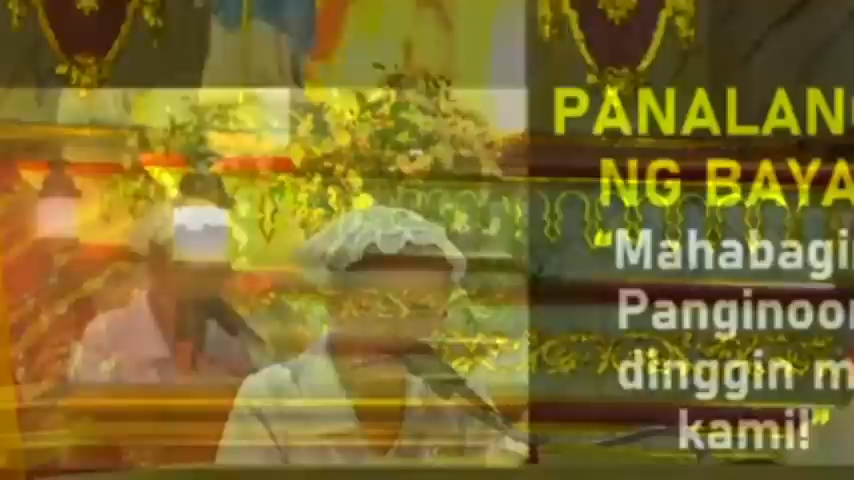 PANALAN
NG BAYA
“Mahabagi
Panginoo
dinggin m
kami!”